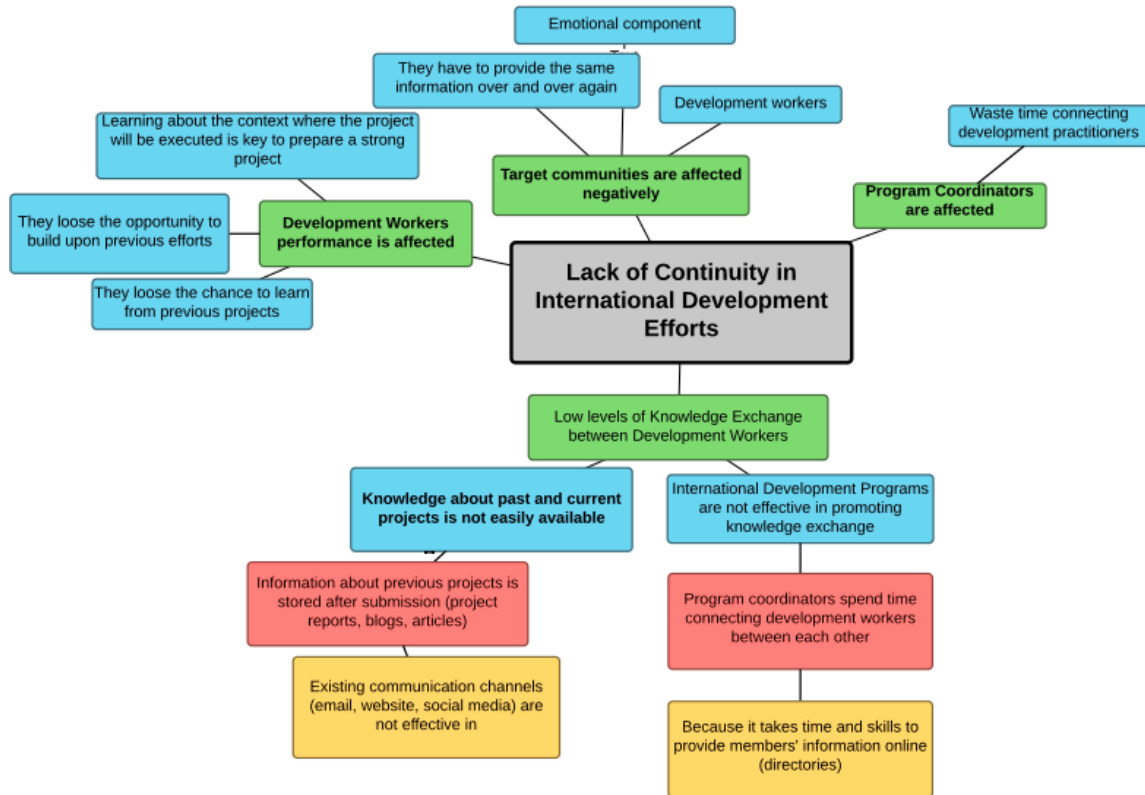 Emotional component
They have to provide the same
information over and over again
Development workers
Waste time connecting
development practitioners
Learning about the context where the project
will be executed is key to prepare a strong
project
Target communities are affected
negatively
Program Coordinators
are affected
They loose the opportunity to
build upon previous efforts
Development Workers
performance is affected
They loose the chance to learn
from previous projects
Lack of Continuity in
International Development
Efforts
Low levels of Knowledge Exchange
between Development Workers
Knowledge about past and current
projects is not easily available
International Development Programs
are not effective in promoting
knowledge exchange
Information about previous projects is
stored after submission (project
reports, blogs, articles)
Program coordinators spend time
connecting development workers
between each other
Existing communication channels
(email, website, social media) are
not effective in
Because it takes time and skills to
provide members' information online
(directories)